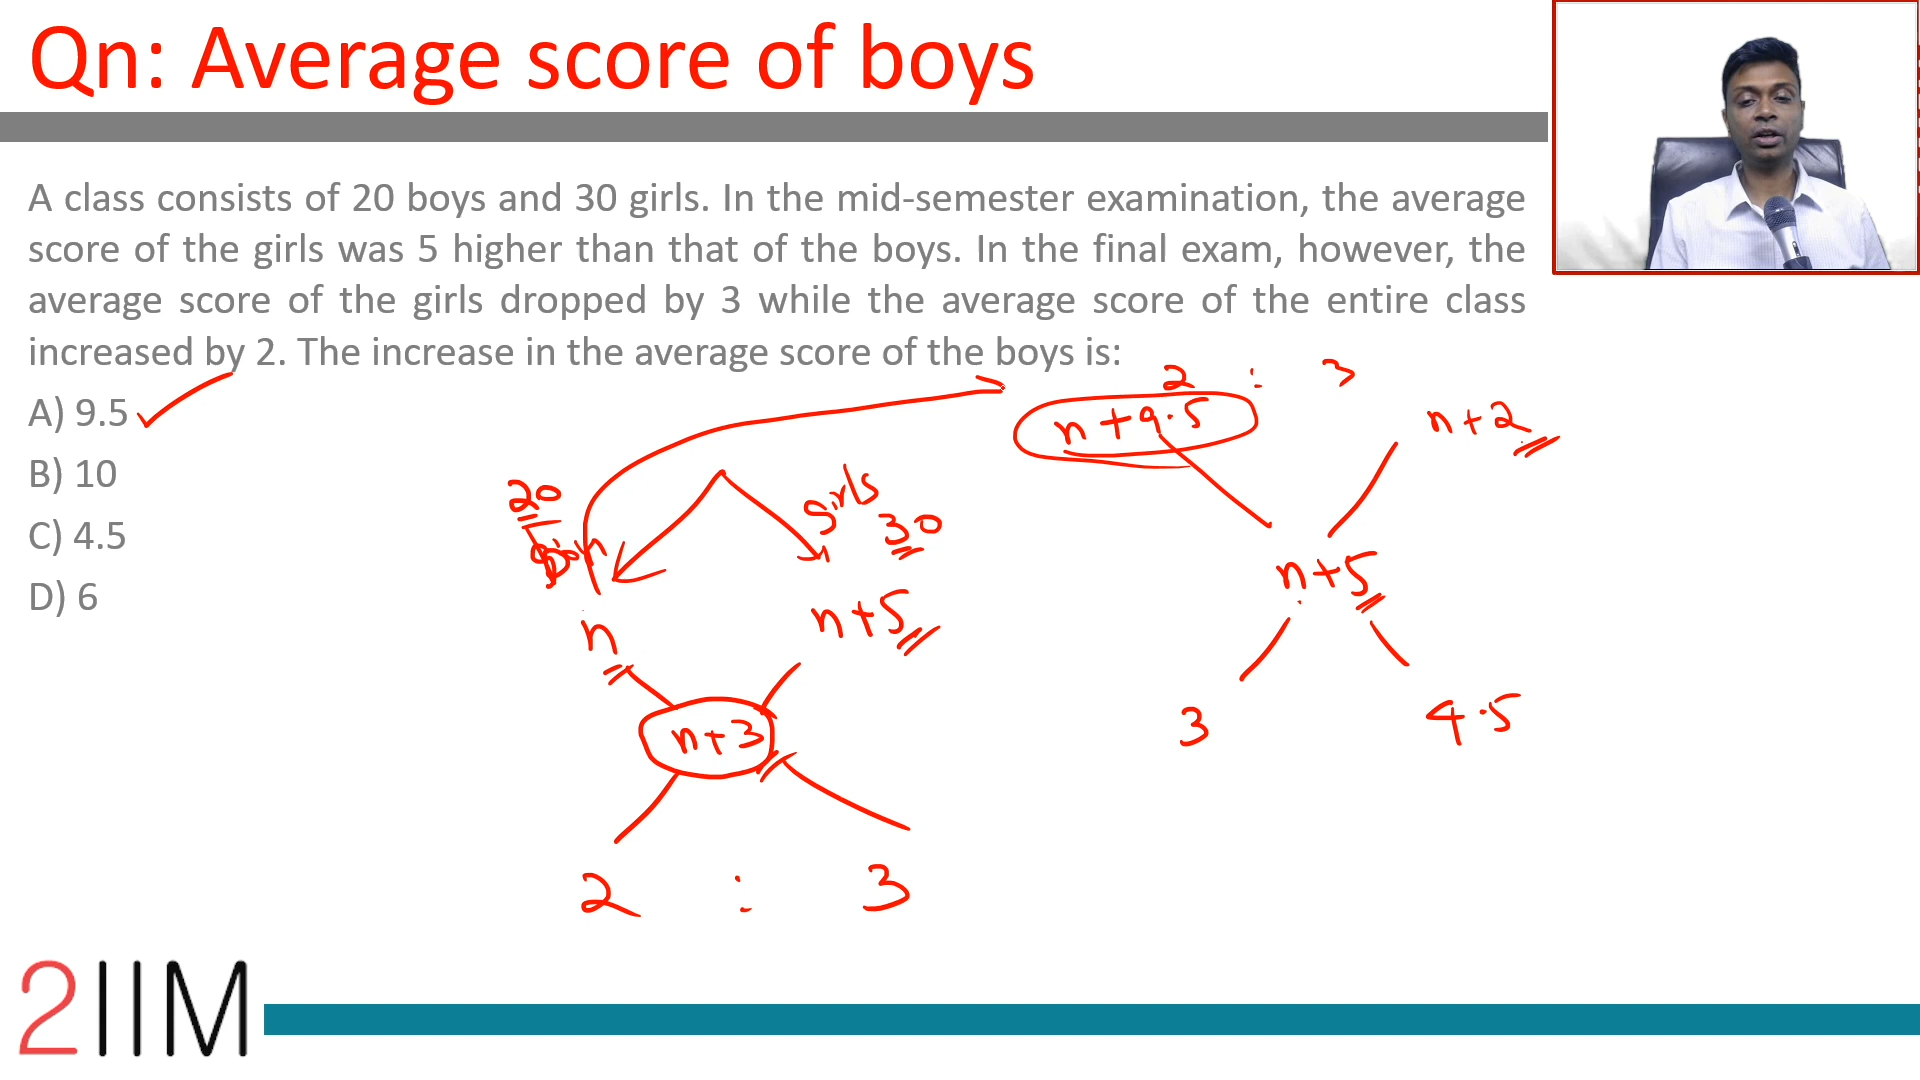 Qn: Average score of boys
A class consists of 20 boys and 30 girls. In the mid-semester examination, the average
score of the girls was 5 higher than that of the boys. In the final exam, however, the
average score of the girls dropped by 3 while the average score of the entire class
increased by 2. The increase in the average score of the boys is:
A) 9.5
B) 10
C) 4.5
D) 6
2 : 3
n+9.5
n+2
20
girls
30
n+5
n
n+5
n+3
3
4.5
2 : 3
2IIM